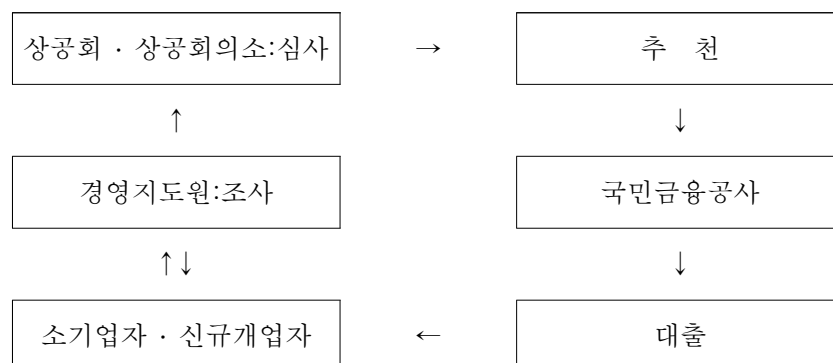 상공회 · 상공회의소:심사 → 추 천
↑ ↓
경영지도원:조사 국민금융공사
↑↓ ↓
소기업자 · 신규개업자 ← 대출